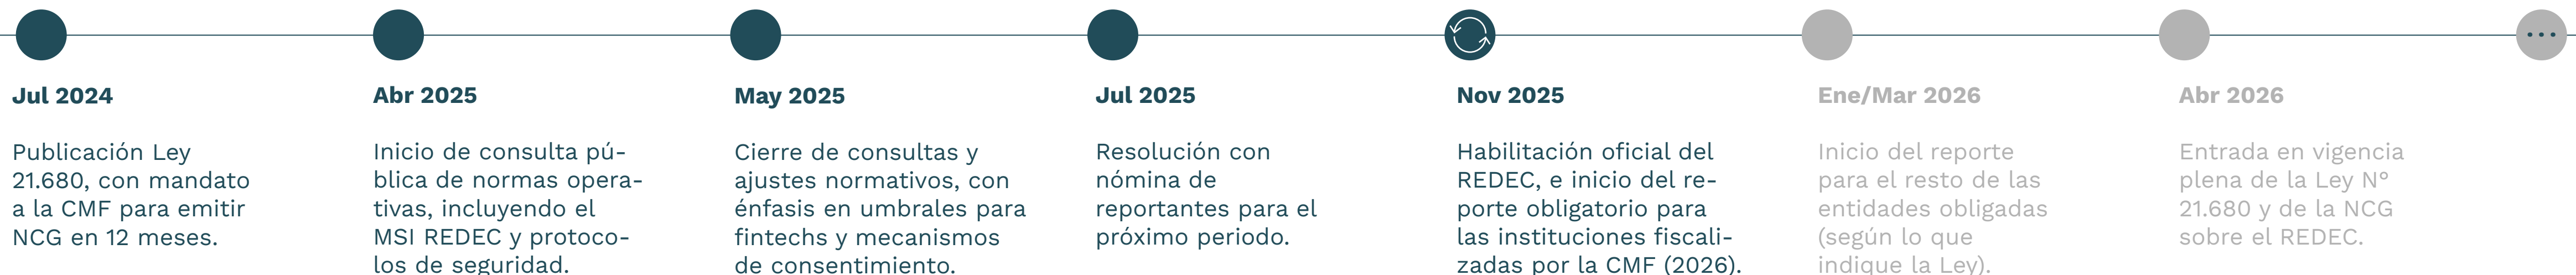 Jul 2024
Publicación Ley
21.680, con mandato
a la CMF para emitir
NCG en 12 meses.
Abr 2025
Inicio de consulta pú-
blica de normas opera-
tivas, incluyendo el
MSI REDEC y protoco-
los de seguridad.
May 2025
Cierre de consultas y
ajustes normativos, con
énfasis en umbrales para
fintechs y mecanismos
de consentimiento.
Jul 2025
Resolución con
nómina de
reportantes para el
próximo periodo.
Nov 2025
Habilitación oficial del
REDEC, e inicio del re-
porte obligatorio para
las instituciones fiscali-
zadas por la CMF (2026).
Ene/Mar 2026
Inicio del reporte
para el resto de las
entidades obligadas
(según lo que
indique la Ley).
Abr 2026
Entrada en vigencia
plena de la Ley N°
21.680 y de la NCG
sobre el REDEC.